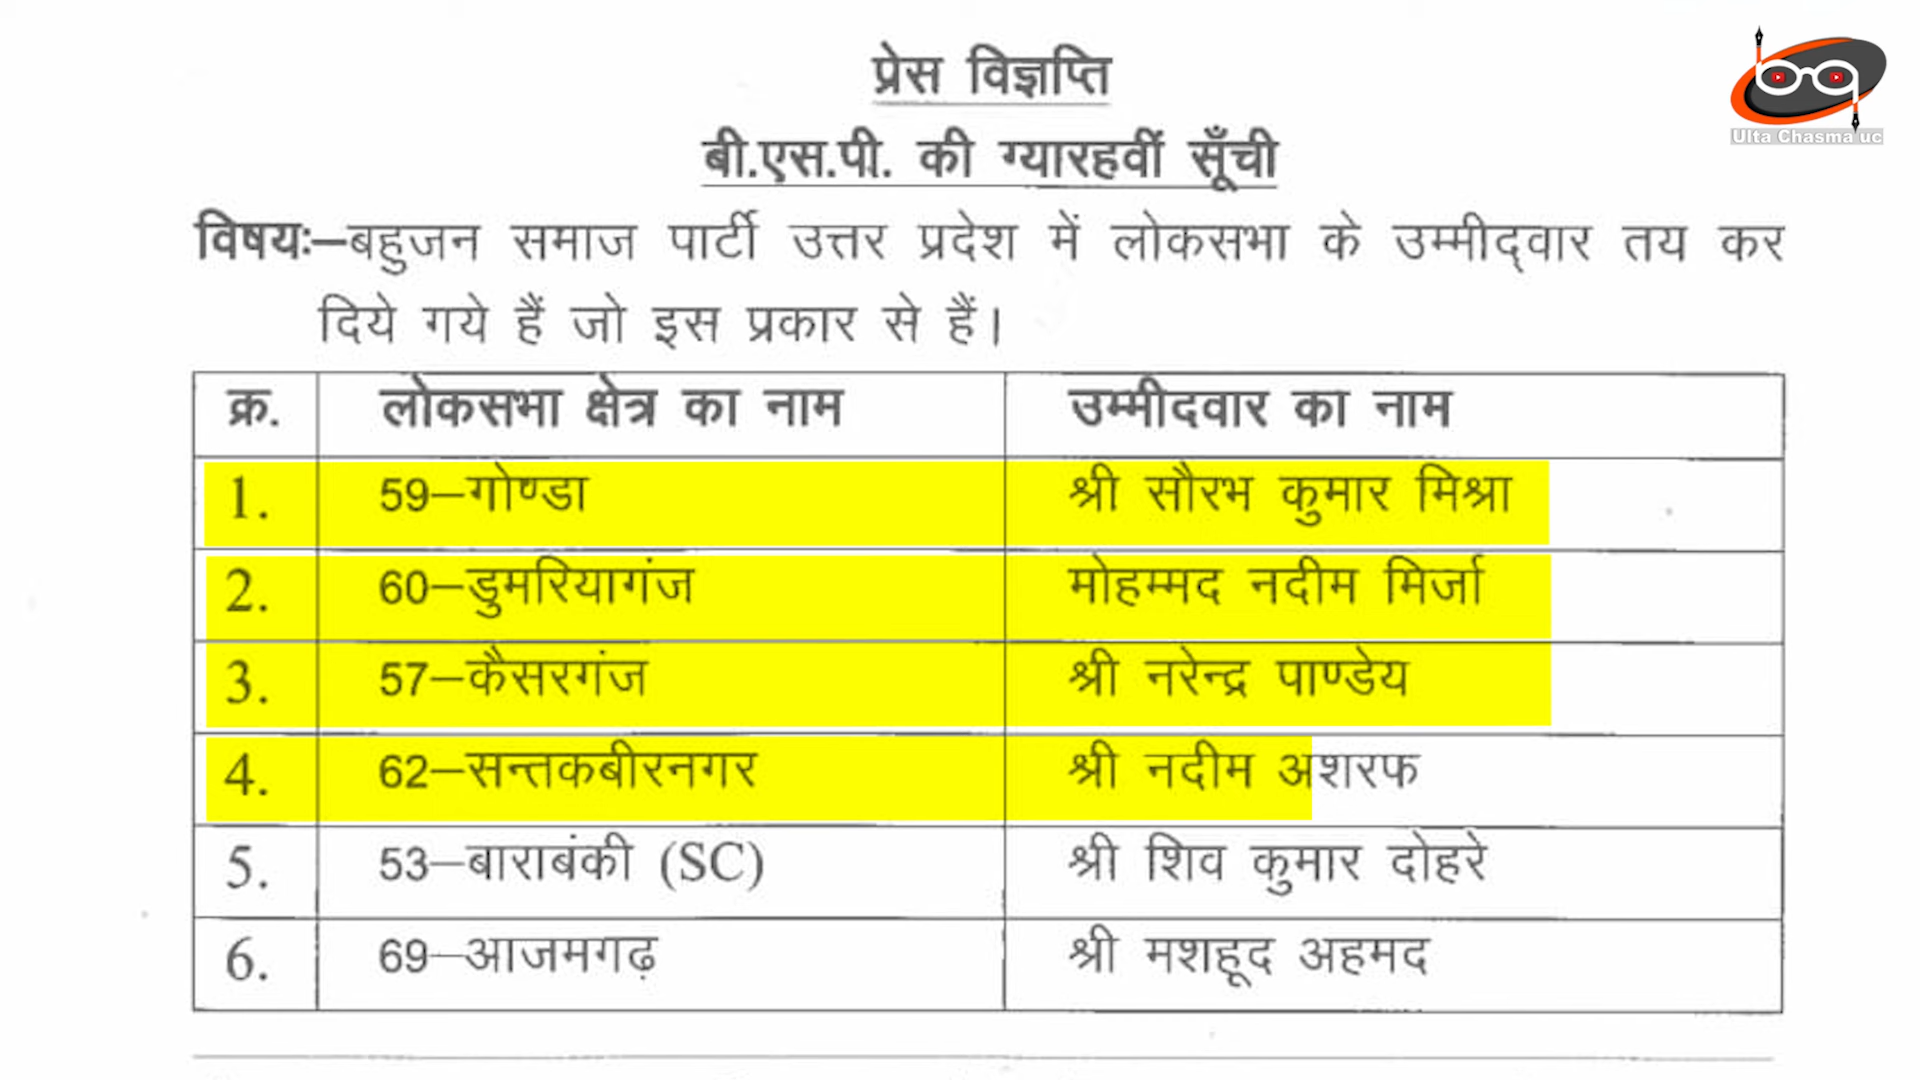 प्रेस विज्ञप्ति
बी.एस.पी. की ग्यारहवीं सूँची
विषयः–बहुजन समाज पार्टी उत्तर प्रदेश में लोकसभा के उम्मीद्वार तय कर
दिये गये हैं जो इस प्रकार से हैं।
क्र. लोकसभा क्षेत्र का नाम उम्मीदवार का नाम
1. 59–गोण्डा श्री सौरभ कुमार मिश्रा
2. 60–डुमरियागंज मोहम्मद नदीम मिर्जा
3. 57–कैसरगंज श्री नरेन्द्र पाण्डेय
4. 62–सन्तकबीरनगर श्री नदीम अशरफ
5. 53–बाराबंकी (SC) श्री शिव कुमार दोहरे
6. 69–आजमगढ़ श्री मशहूद अहमद
Ulta Chasma uc